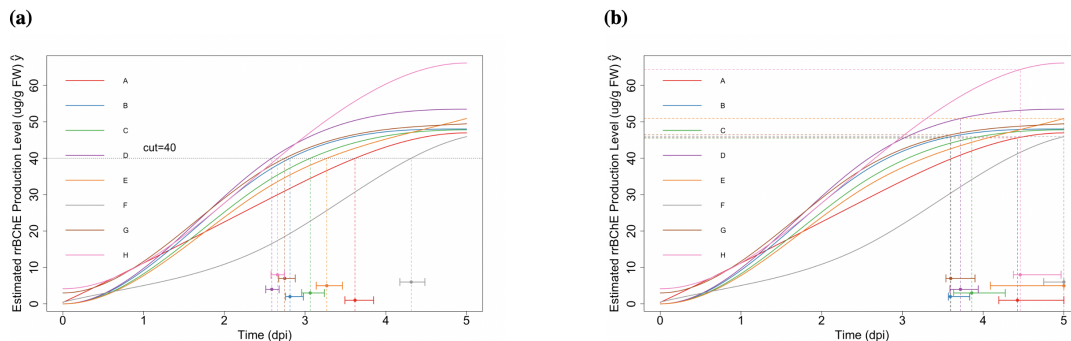 (a)
Estimated rrBChE Production Level (ug/g FW) ŷ
60
50
40
30
20
10
0
A
B
C
D
E
F
G
H
cut=40
0 1 2 3 4 5
Time (dpi)
(b)
Estimated rrBChE Production Level (ug/g FW) ŷ
60
50
40
30
20
10
0
A
B
C
D
E
F
G
H
0 1 2 3 4 5
Time (dpi)